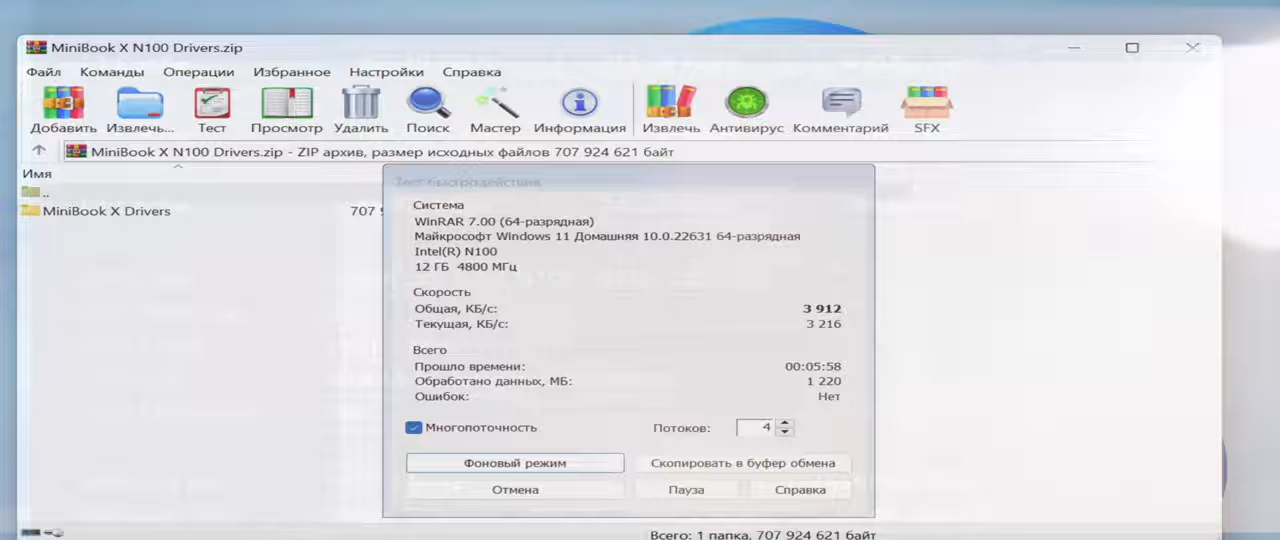 MiniBook X N100 Drivers.zip
Файл Команды Операции Избранное Настройки Справка
Добавить Извлечь... Тест Просмотр Удалить Поиск Мастер Информация Извлечь Антивирус Комментарий SFX
MiniBook X N100 Drivers.zip - ZIP архив, размер исходных файлов 707 924 621 байт
Имя
..
MiniBook X Drivers 707 9
Тест быстродействия
Система
WinRAR 7.00 (64-разрядная)
Майкрософт Windows 11 Домашняя 10.0.22631 64-разрядная
Intel(R) N100
12 ГБ 4800 МГц
Скорость
Общая, КБ/с: 3 912
Текущая, КБ/с: 3 216
Всего
Прошло времени: 00:05:58
Обработано данных, МБ: 1 220
Ошибок: Нет
Многопоточность Потоков: 4
Фоновый режим Скопировать в буфер обмена
Отмена Пауза Справка
Всего: 1 папка, 707 924 621 байт